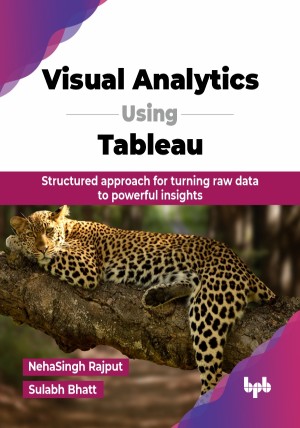 Visual Analytics
Using
Tableau
Structured approach for turning raw data
to powerful insights
NehaSingh Rajput
Sulabh Bhatt
bpb